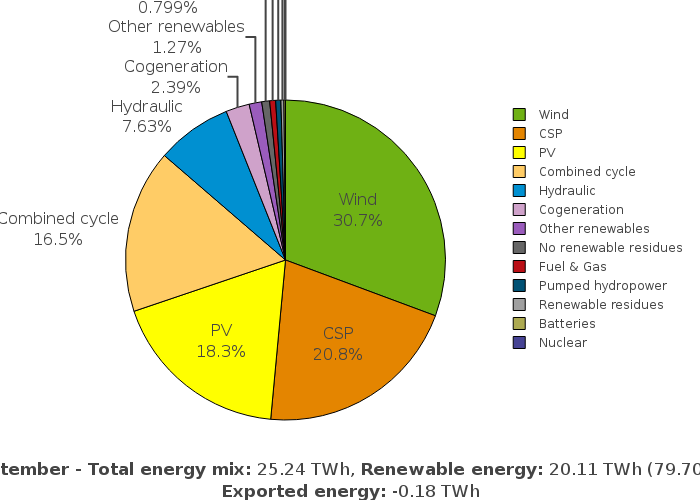 0.799%
Other renewables
1.27%
Cogeneration
2.39%
Hydraulic
7.63%
Combined cycle
16.5%
Wind
30.7%
PV
18.3%
CSP
20.8%
Wind
CSP
PV
Combined cycle
Hydraulic
Cogeneration
Other renewables
No renewable residues
Fuel & Gas
Pumped hydropower
Renewable residues
Batteries
Nuclear
tember - Total energy mix: 25.24 TWh, Renewable energy: 20.11 TWh (79.70
Exported energy: -0.18 TWh